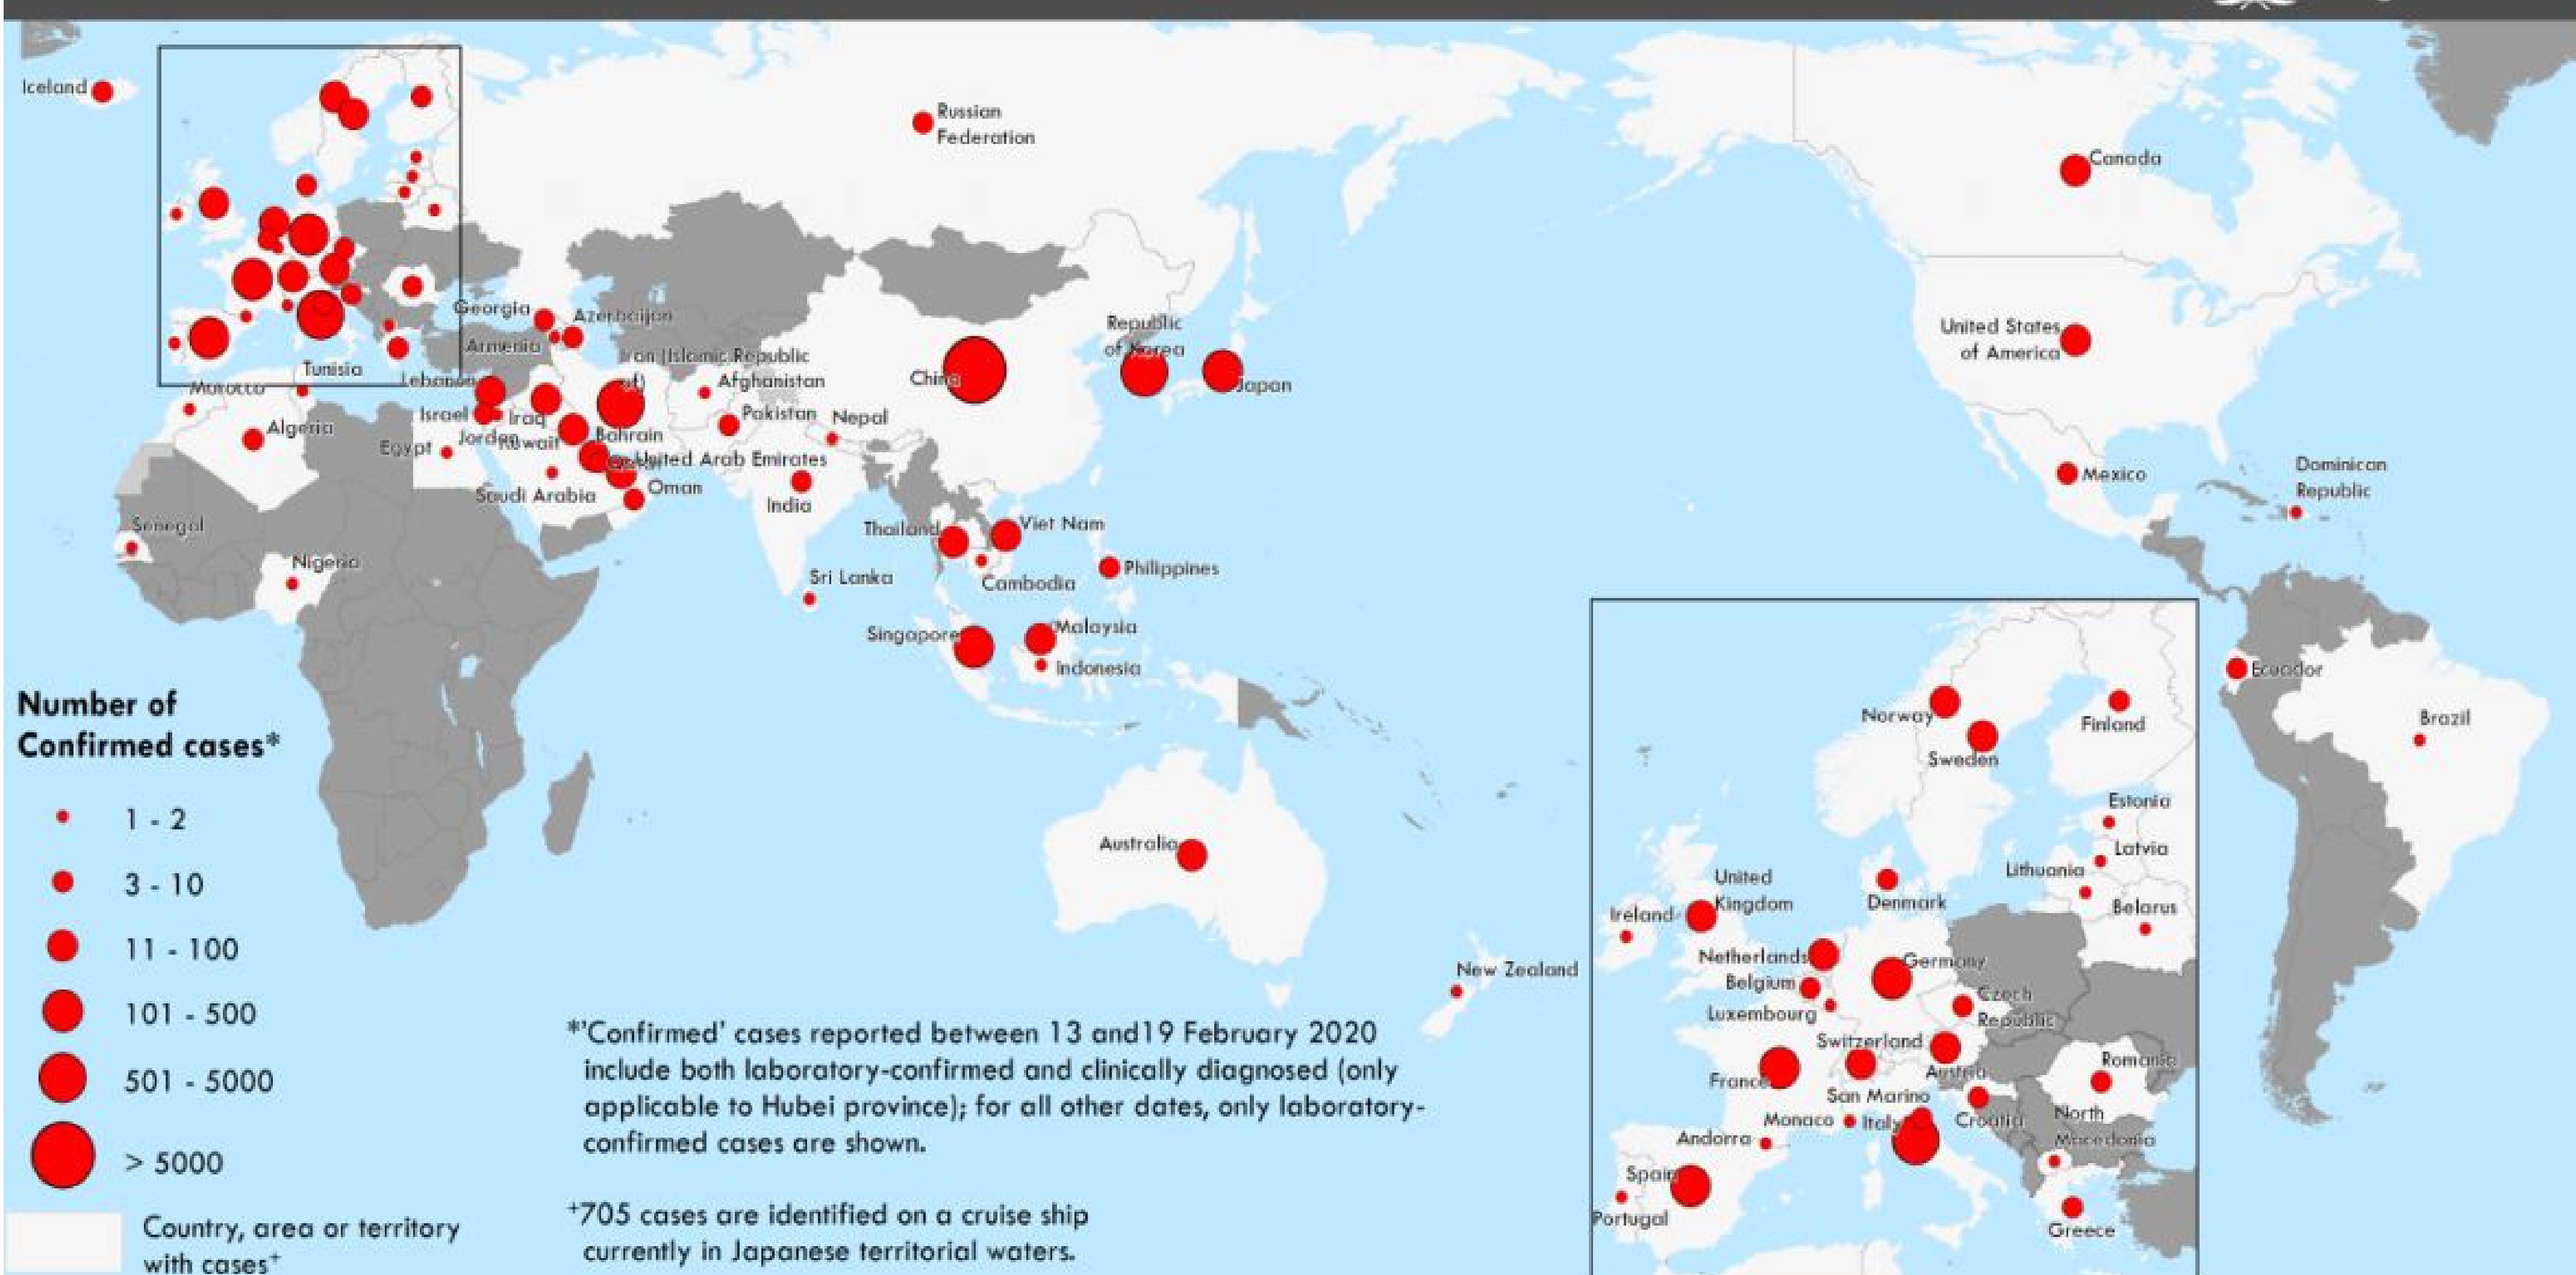 Iceland
Russian
Federation
Canada
United States
of America
Mexico
Dominican
Republic
Ecuador
Brazil
Georgia
Azerbaijan
Armenia
Iran (Islamic Republic
of)
Afghanistan
Tunisia
Lebanon
Morocco
Israel
Iraq
Pakistan
Nepal
Algeria
Egypt
Jordan
Kuwait
Bahrain
United Arab Emirates
Saudi Arabia
Oman
India
China
Republic
of Korea
Japan
Senegal
Nigeria
Thailand
Viet Nam
Cambodia
Philippines
Sri Lanka
Singapore
Malaysia
Indonesia
Australia
New Zealand
Norway
Sweden
Finland
Estonia
Latvia
Lithuania
Belarus
United
Kingdom
Ireland
Denmark
Netherlands
Germany
Belgium
Czech
Republic
Luxembourg
Switzerland
Austria
Romania
France
San Marino
Monaco
Italy
Croatia
North
Macedonia
Andorra
Spain
Portugal
Greece
Number of
Confirmed cases*
1 - 2
3 - 10
11 - 100
101 - 500
501 - 5000
> 5000
Country, area or territory
with cases+
*'Confirmed' cases reported between 13 and19 February 2020
include both laboratory-confirmed and clinically diagnosed (only
applicable to Hubei province); for all other dates, only laboratory-
confirmed cases are shown.
+705 cases are identified on a cruise ship
currently in Japanese territorial waters.